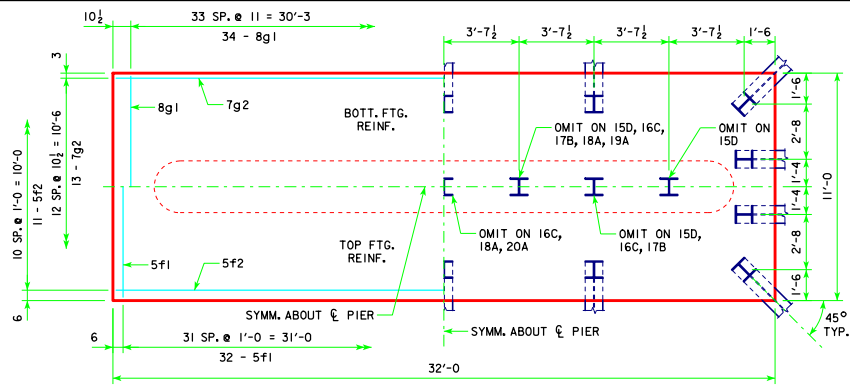 10½
33 SP. @ 11 = 30'-3
34 - 8g1
3'-7½
3'-7½
3'-7½
3'-7½
1'-6
3
8g1
7g2
BOTT. FTG.
REINF.
OMIT ON 15D, 16C,
17B, 18A, 19A
OMIT ON
15D
1'-6
2'-8
1'-4
1'-4
2'-8
1'-6
11'-0
10 SP. @ 1'-0 = 10'-0
11 - 5f2
12 SP. @ 10½ = 10'-6
13 - 7g2
OMIT ON 16C,
18A, 20A
OMIT ON 15D,
16C, 17B
TOP FTG.
REINF.
5f1
5f2
6
SYMM. ABOUT ℄ PIER
SYMM. ABOUT ℄ PIER
45°
TYP.
6
31 SP. @ 1'-0 = 31'-0
32 - 5f1
32'-0